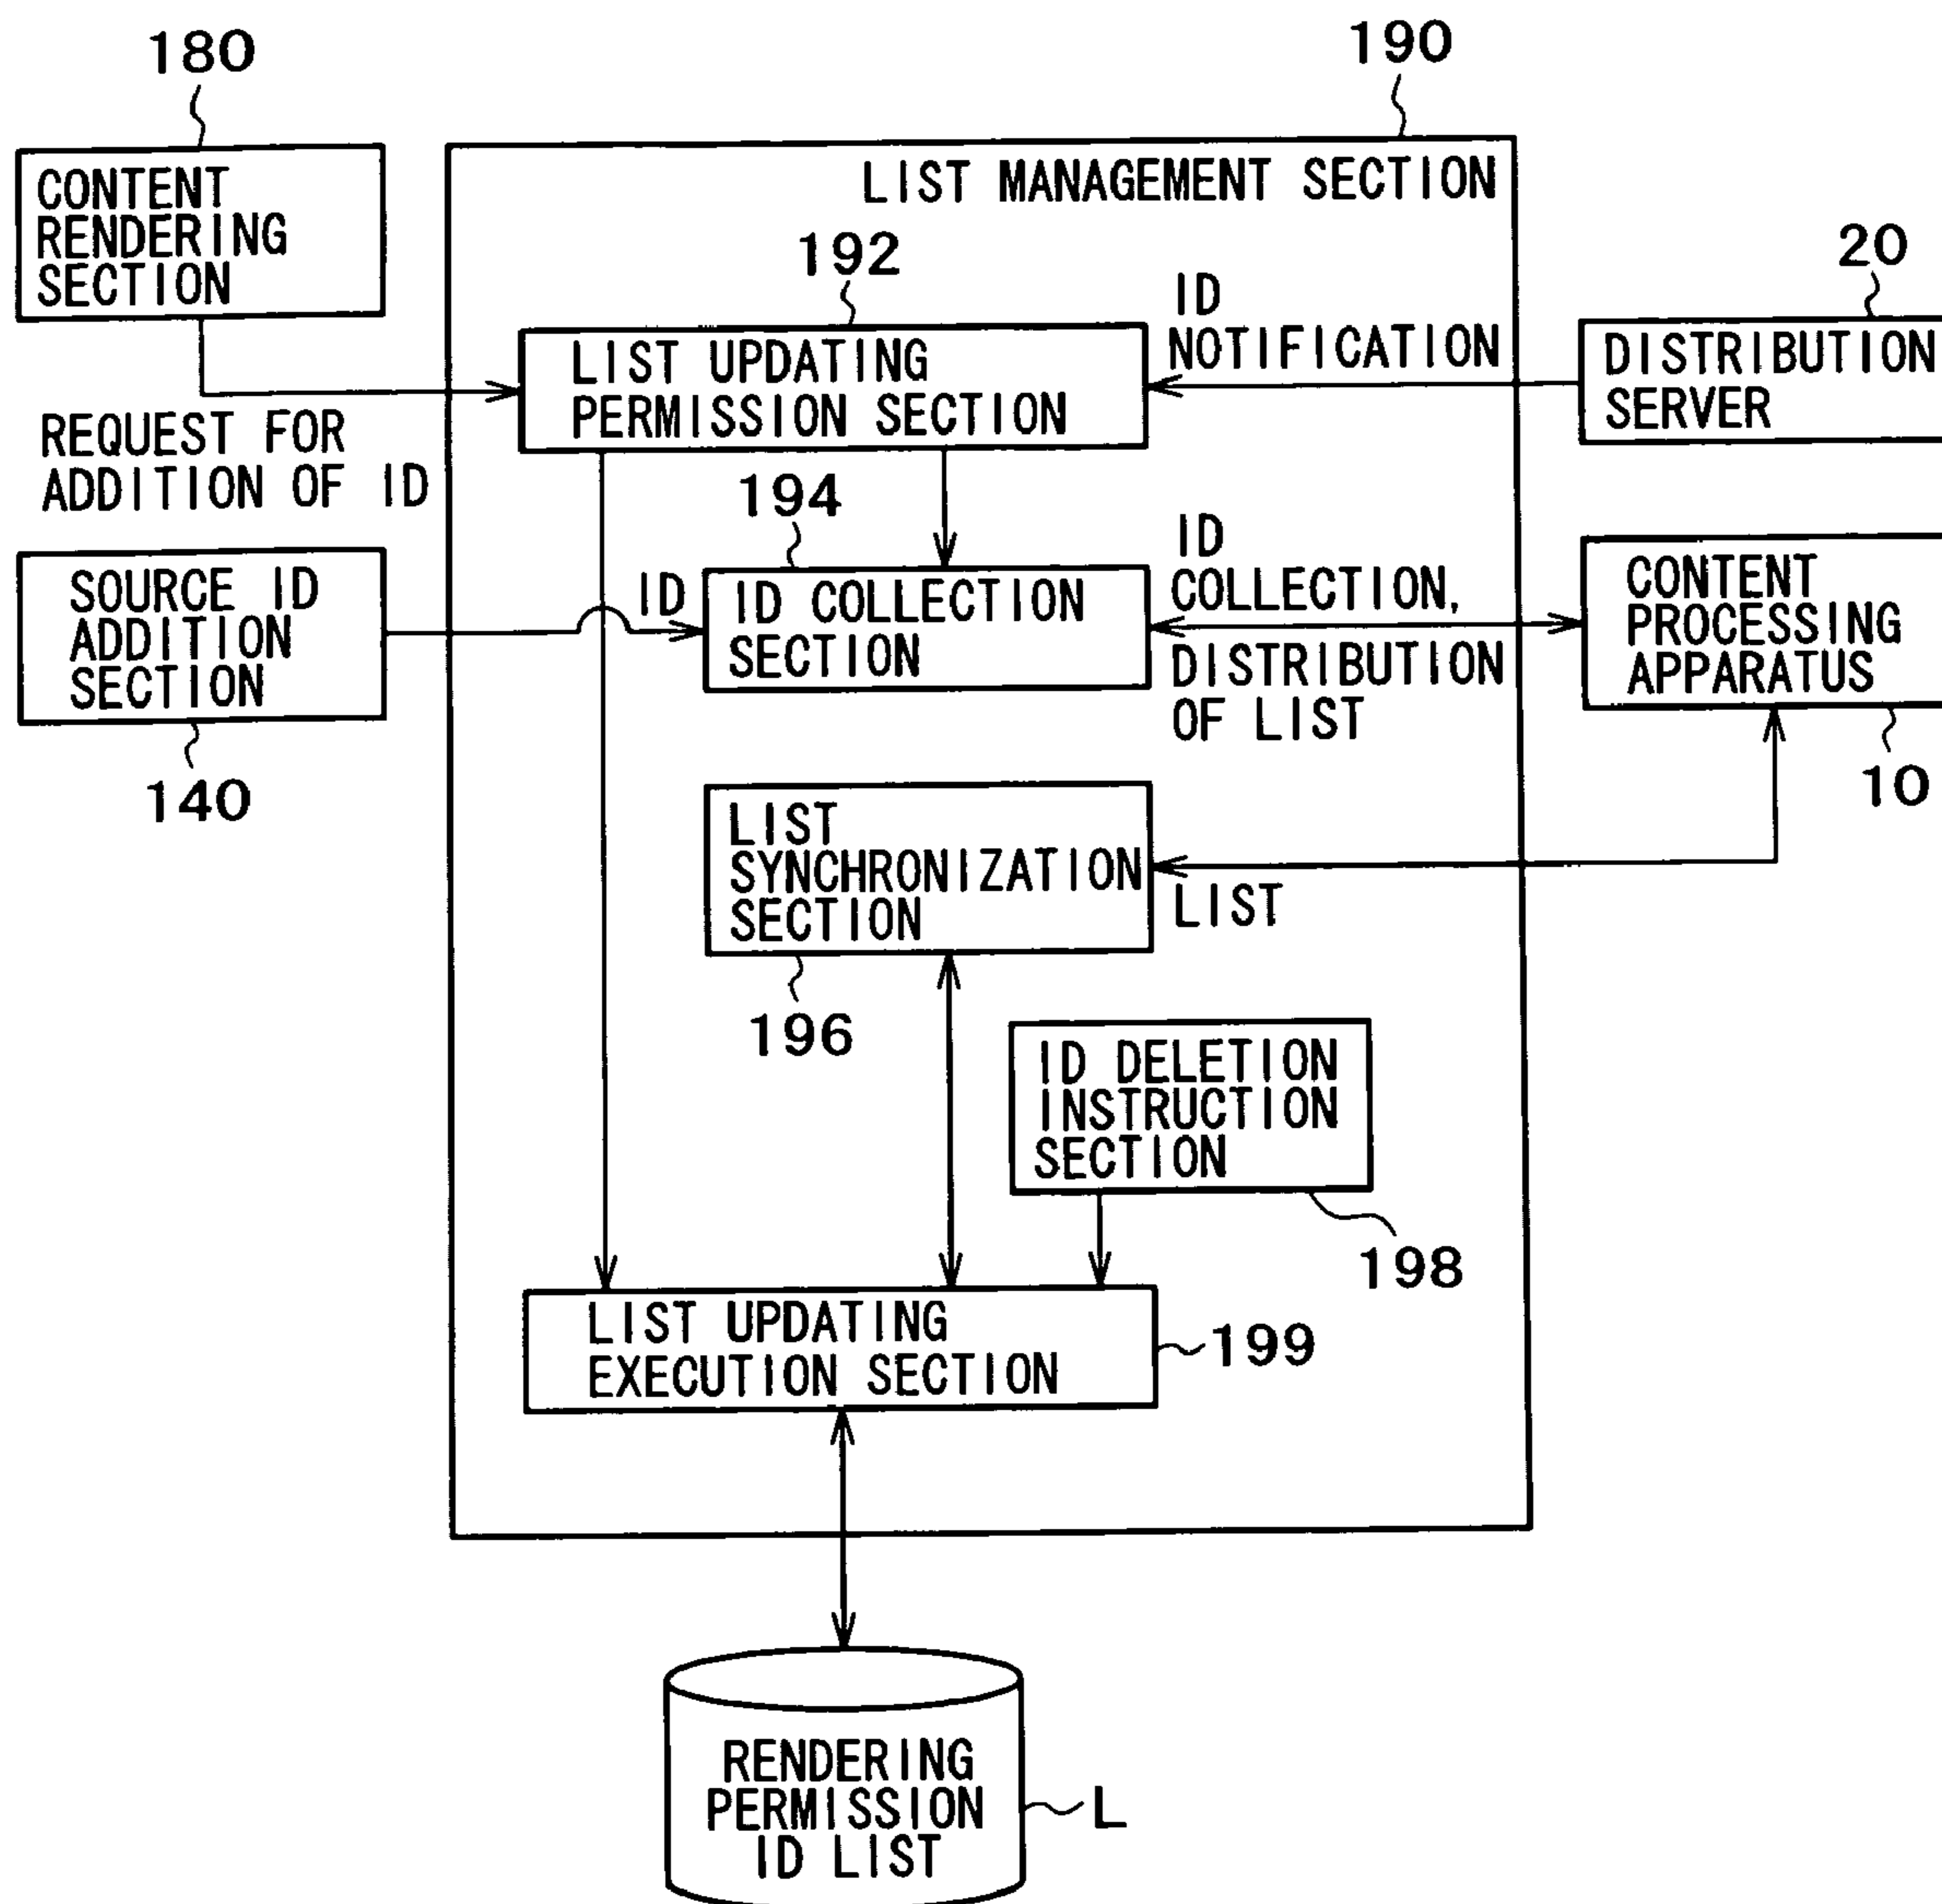 180
190
CONTENT
RENDERING
SECTION
LIST MANAGEMENT SECTION
192
ID
NOTIFICATION
20
LIST UPDATING
PERMISSION SECTION
DISTRIBUTION
SERVER
REQUEST FOR
ADDITION OF ID
194
SOURCE ID
ADDITION
SECTION
140
ID
ID COLLECTION
SECTION
ID
COLLECTION,
DISTRIBUTION
OF LIST
CONTENT
PROCESSING
APPARATUS
10
LIST
SYNCHRONIZATION
SECTION
LIST
196
ID DELETION
INSTRUCTION
SECTION
198
LIST UPDATING
EXECUTION SECTION
199
RENDERING
PERMISSION
ID LIST
L